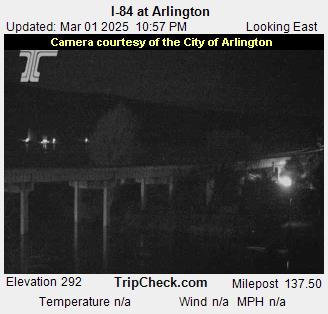 I-84 at Arlington
Updated: Mar 01 2025 10:57 PM Looking East
Camera courtesy of the City of Arlington
Elevation 292 TripCheck.com Milepost 137.50
Temperature n/a Wind n/a MPH n/a